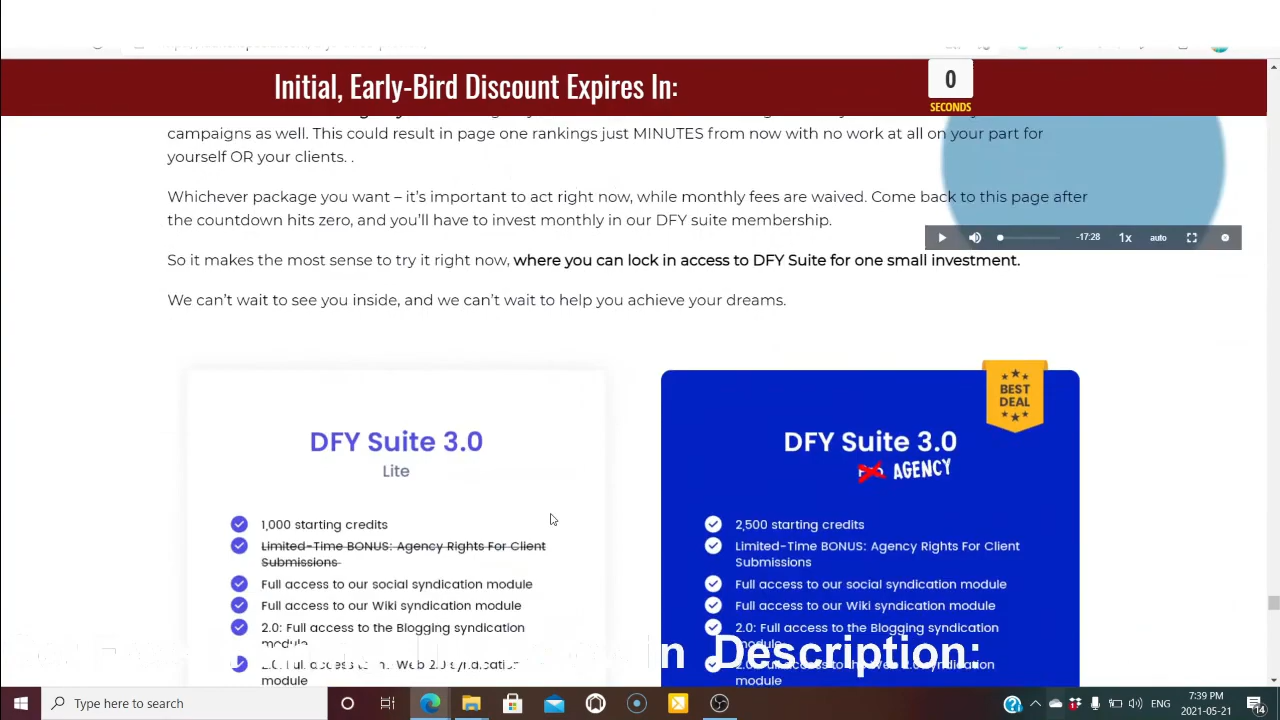 Initial, Early-Bird Discount Expires In:
0
SECONDS
campaigns as well. This could result in page one rankings just MINUTES from now with no work at all on your part for
yourself OR your clients. .
Whichever package you want – it's important to act right now, while monthly fees are waived. Come back to this page after
the countdown hits zero, and you'll have to invest monthly in our DFY suite membership.
-17:28
1x
auto
So it makes the most sense to try it right now, where you can lock in access to DFY Suite for one small investment.
We can't wait to see you inside, and we can't wait to help you achieve your dreams.
DFY Suite 3.0
Lite
1,000 starting credits
Limited-Time BONUS: Agency Rights For Client
Submissions
Full access to our social syndication module
Full access to our Wiki syndication module
2.0: Full access to the Blogging syndication
module
module
BEST
DEAL
DFY Suite 3.0
AGENCY
2,500 starting credits
Limited-Time BONUS: Agency Rights For Client
Submissions
Full access to our social syndication module
Full access to our Wiki syndication module
2.0: Full access to the Blogging syndication
module
module
in Description:
Type here to search
ENG
7:39 PM
2021-05-21
14